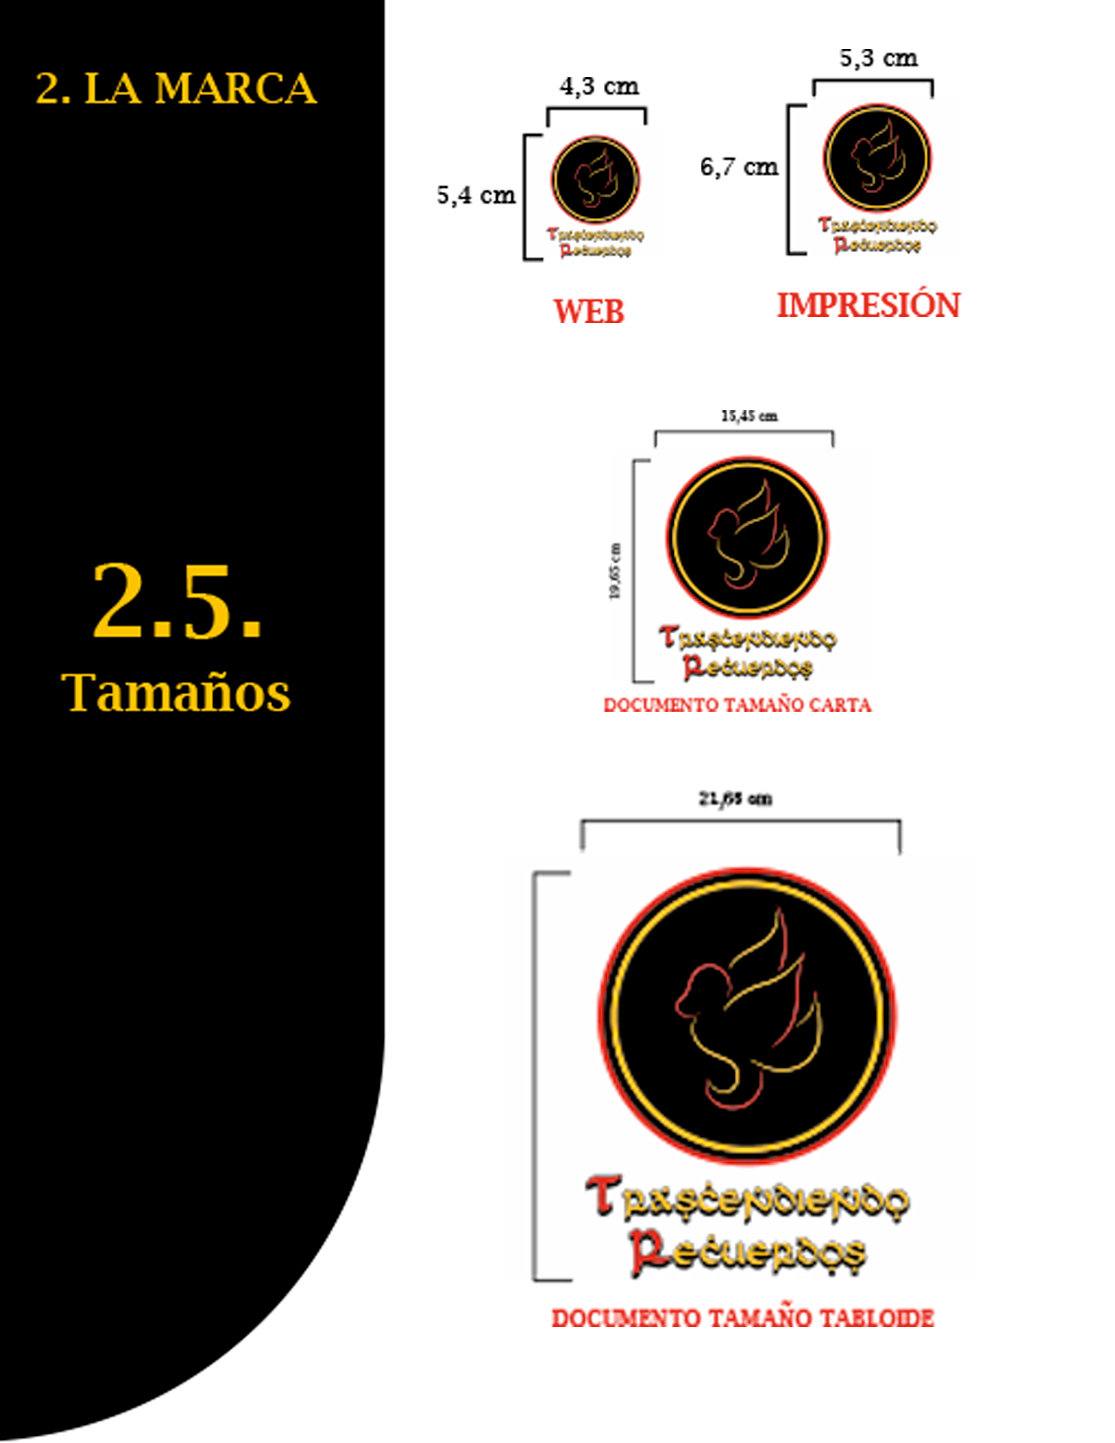 2. LA MARCA
2.5.
Tamaños
4,3 cm
5,4 cm
Trascendiendo
Recuerdos
WEB
5,3 cm
6,7 cm
Trascendiendo
Recuerdos
IMPRESIÓN
15,45 cm
19,65 cm
Trascendiendo
Recuerdos
DOCUMENTO TAMAÑO CARTA
21,68 cm
Trascendiendo
Recuerdos
DOCUMENTO TAMAÑO TABLOIDE